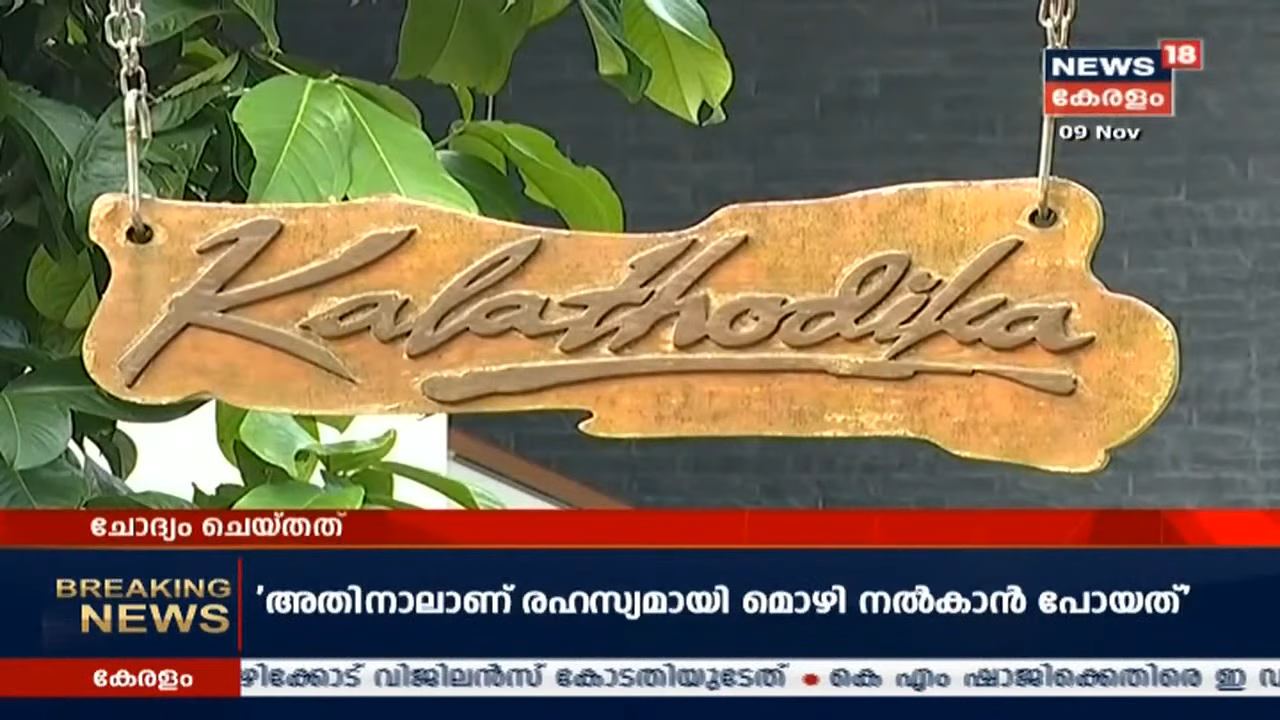 NEWS 18
കേരളം
09 Nov
Kalathodika
ചോദ്യം ചെയ്തത്
BREAKING NEWS
'അതിനാലാണ് രഹസ്യമായി മൊഴി നൽകാൻ പോയത്'
കേരളം
ഴിക്കോട് വിജിലൻസ് കോടതിയുടേത് • കെ എം ഷാജിക്കെതിരെ ഇ ഡ